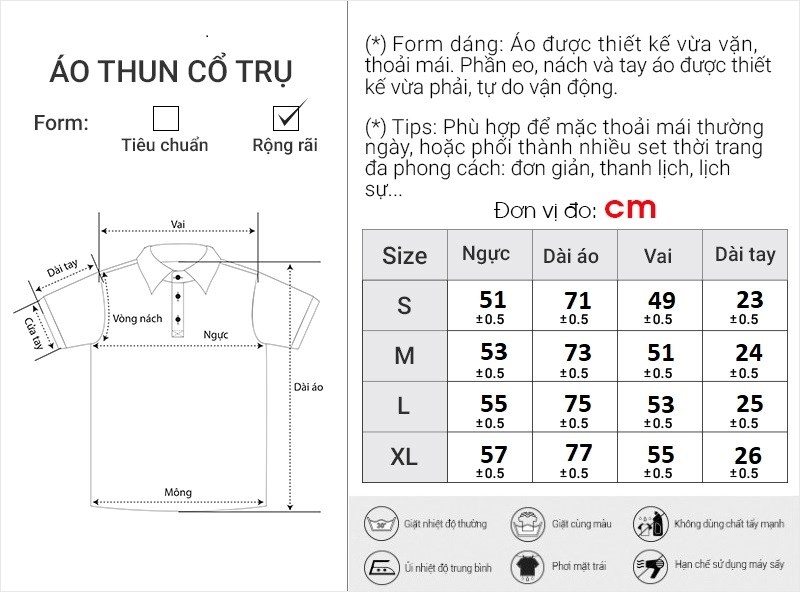 ÁO THUN CỔ TRỤ
Form:
Tiêu chuẩn
Rộng rãi
Vai
Dài tay
Cửa tay
Vòng nách
Ngực
Dài áo
Mông
(*) Form dáng: Áo được thiết kế vừa vặn,
thoải mái. Phần eo, nách và tay áo được thiết
kế vừa phải, tự do vận động.
(*) Tips: Phù hợp để mặc thoải mái thường
ngày, hoặc phối thành nhiều set thời trang
đa phong cách: đơn giản, thanh lịch, lịch
sự...
Đơn vị đo: cm
Size Ngực Dài áo Vai Dài tay
S 51 71 49 23
±0.5 ±0.5 ±0.5 ±0.5
M 53 73 51 24
±0.5 ±0.5 ±0.5 ±0.5
L 55 75 53 25
±0.5 ±0.5 ±0.5 ±0.5
XL 57 77 55 26
±0.5 ±0.5 ±0.5 ±0.5
30° Giặt nhiệt độ thường
Giặt cùng màu
Không dùng chất tẩy mạnh
Ủi nhiệt độ trung bình
Phơi mặt trái
Hạn chế sử dụng máy sấy